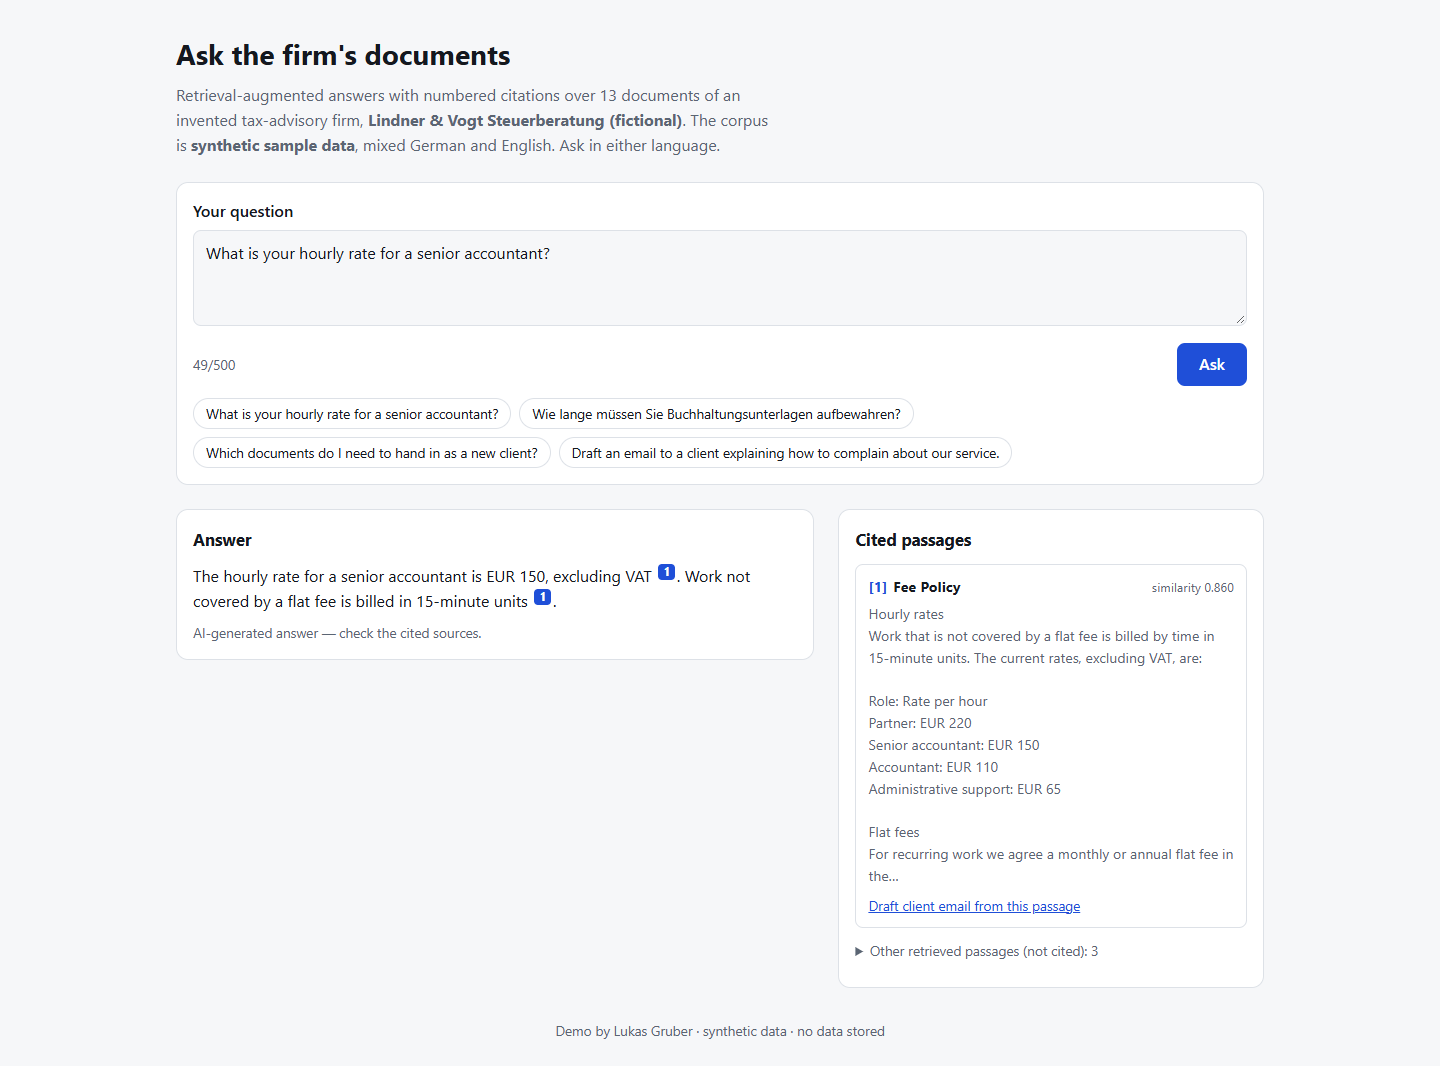 Ask the firm's documents
Retrieval-augmented answers with numbered citations over 13 documents of an
invented tax-advisory firm, Lindner & Vogt Steuerberatung (fictional). The corpus
is synthetic sample data, mixed German and English. Ask in either language.
Your question
What is your hourly rate for a senior accountant?
49/500
Ask
What is your hourly rate for a senior accountant?
Wie lange müssen Sie Buchhaltungsunterlagen aufbewahren?
Which documents do I need to hand in as a new client?
Draft an email to a client explaining how to complain about our service.
Answer
The hourly rate for a senior accountant is EUR 150, excluding VAT 1. Work not
covered by a flat fee is billed in 15-minute units 1.
AI-generated answer — check the cited sources.
Cited passages
[1] Fee Policy
similarity 0.860
Hourly rates
Work that is not covered by a flat fee is billed by time in
15-minute units. The current rates, excluding VAT, are:
Role: Rate per hour
Partner: EUR 220
Senior accountant: EUR 150
Accountant: EUR 110
Administrative support: EUR 65
Flat fees
For recurring work we agree a monthly or annual flat fee in
the...
Draft client email from this passage
Other retrieved passages (not cited): 3
Demo by Lukas Gruber · synthetic data · no data stored